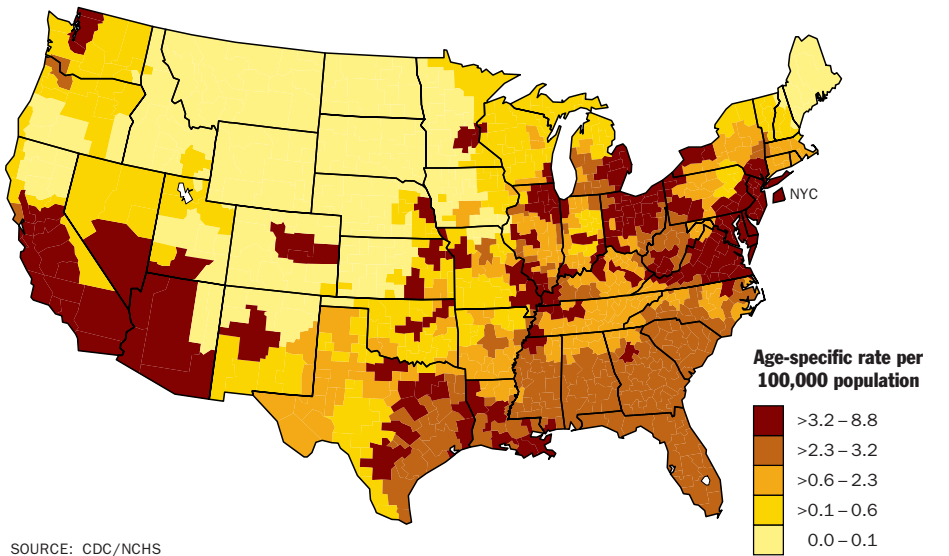 NYC
Age-specific rate per
100,000 population
>3.2 – 8.8
>2.3 – 3.2
>0.6 – 2.3
>0.1 – 0.6
0.0 – 0.1
SOURCE: CDC/NCHS